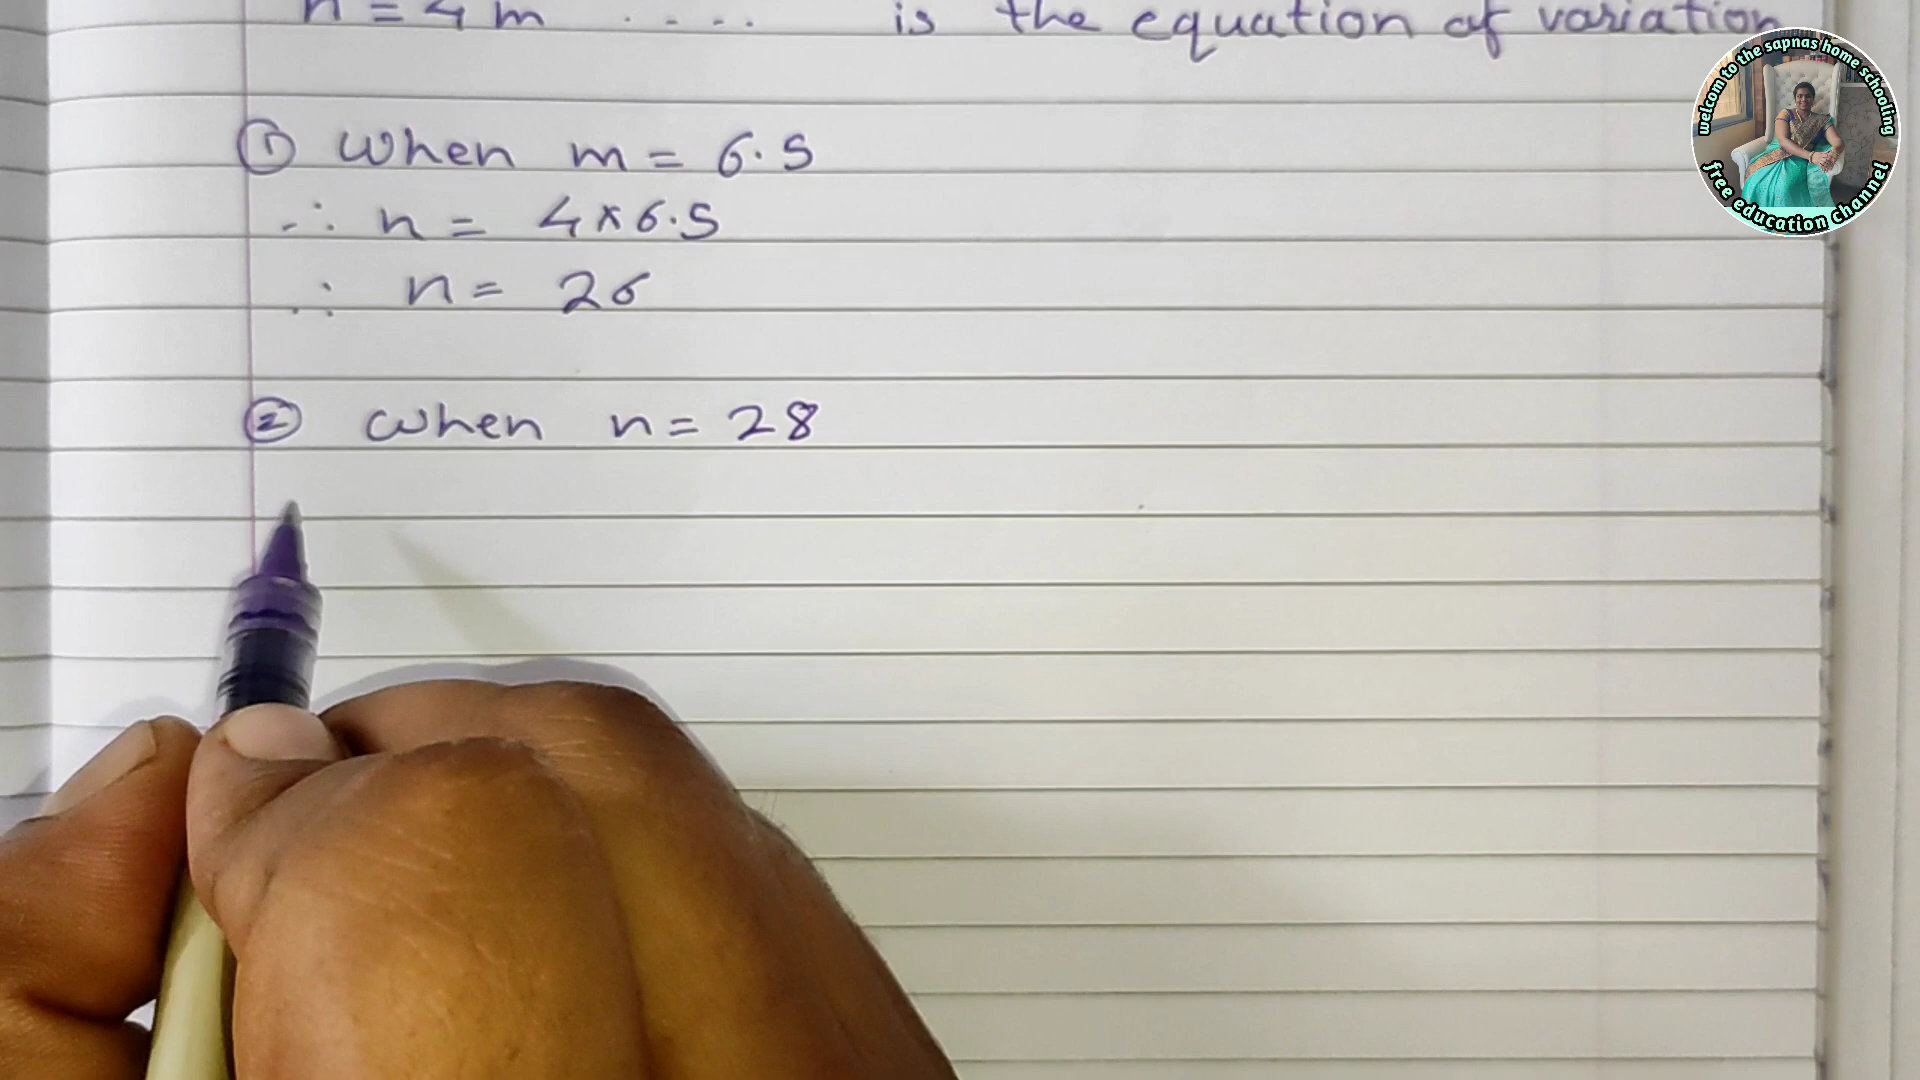 n = 4 m .... is the equation of variation
① when m = 6.5
∴ n = 4×6.5
∴ n = 26
② when n = 28
welcom to the sapnas home schooling
free education channel